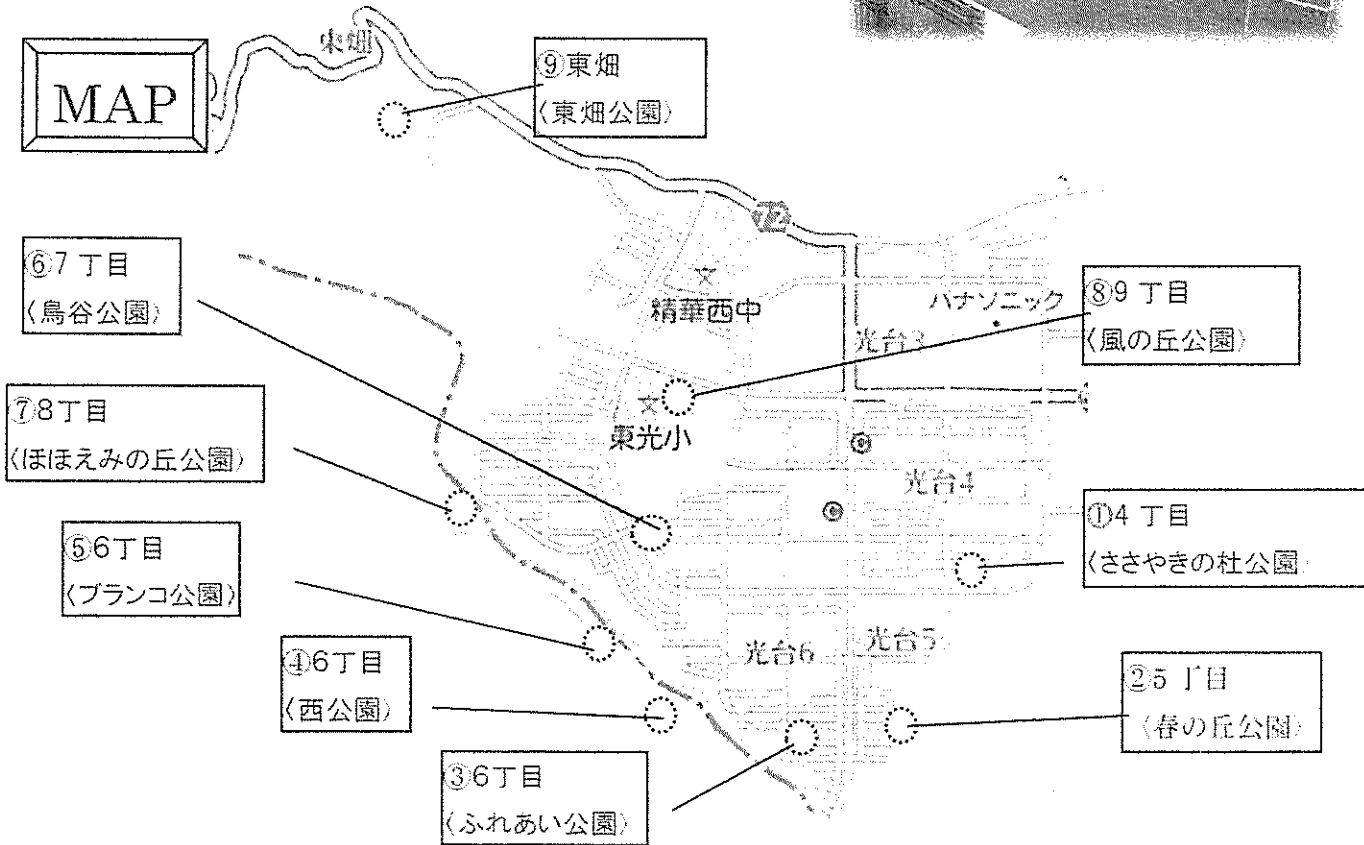 東畑
MAP
⑨東畑
〈東畑公園〉
72
⑥7 丁目
〈鳥谷公園〉
文
精華西中
パナソニック
光台3
⑧9 丁目
〈風の丘公園〉
⑦8丁目
〈ほほえみの丘公園〉
文
東光小
光台4
①4 丁目
〈ささやきの杜公園
⑤6丁目
〈ブランコ公園〉
④6丁目
〈西公園〉
光台6
光台5
②5 丁目
〈春の丘公園〉
③6丁目
〈ふれあい公園〉